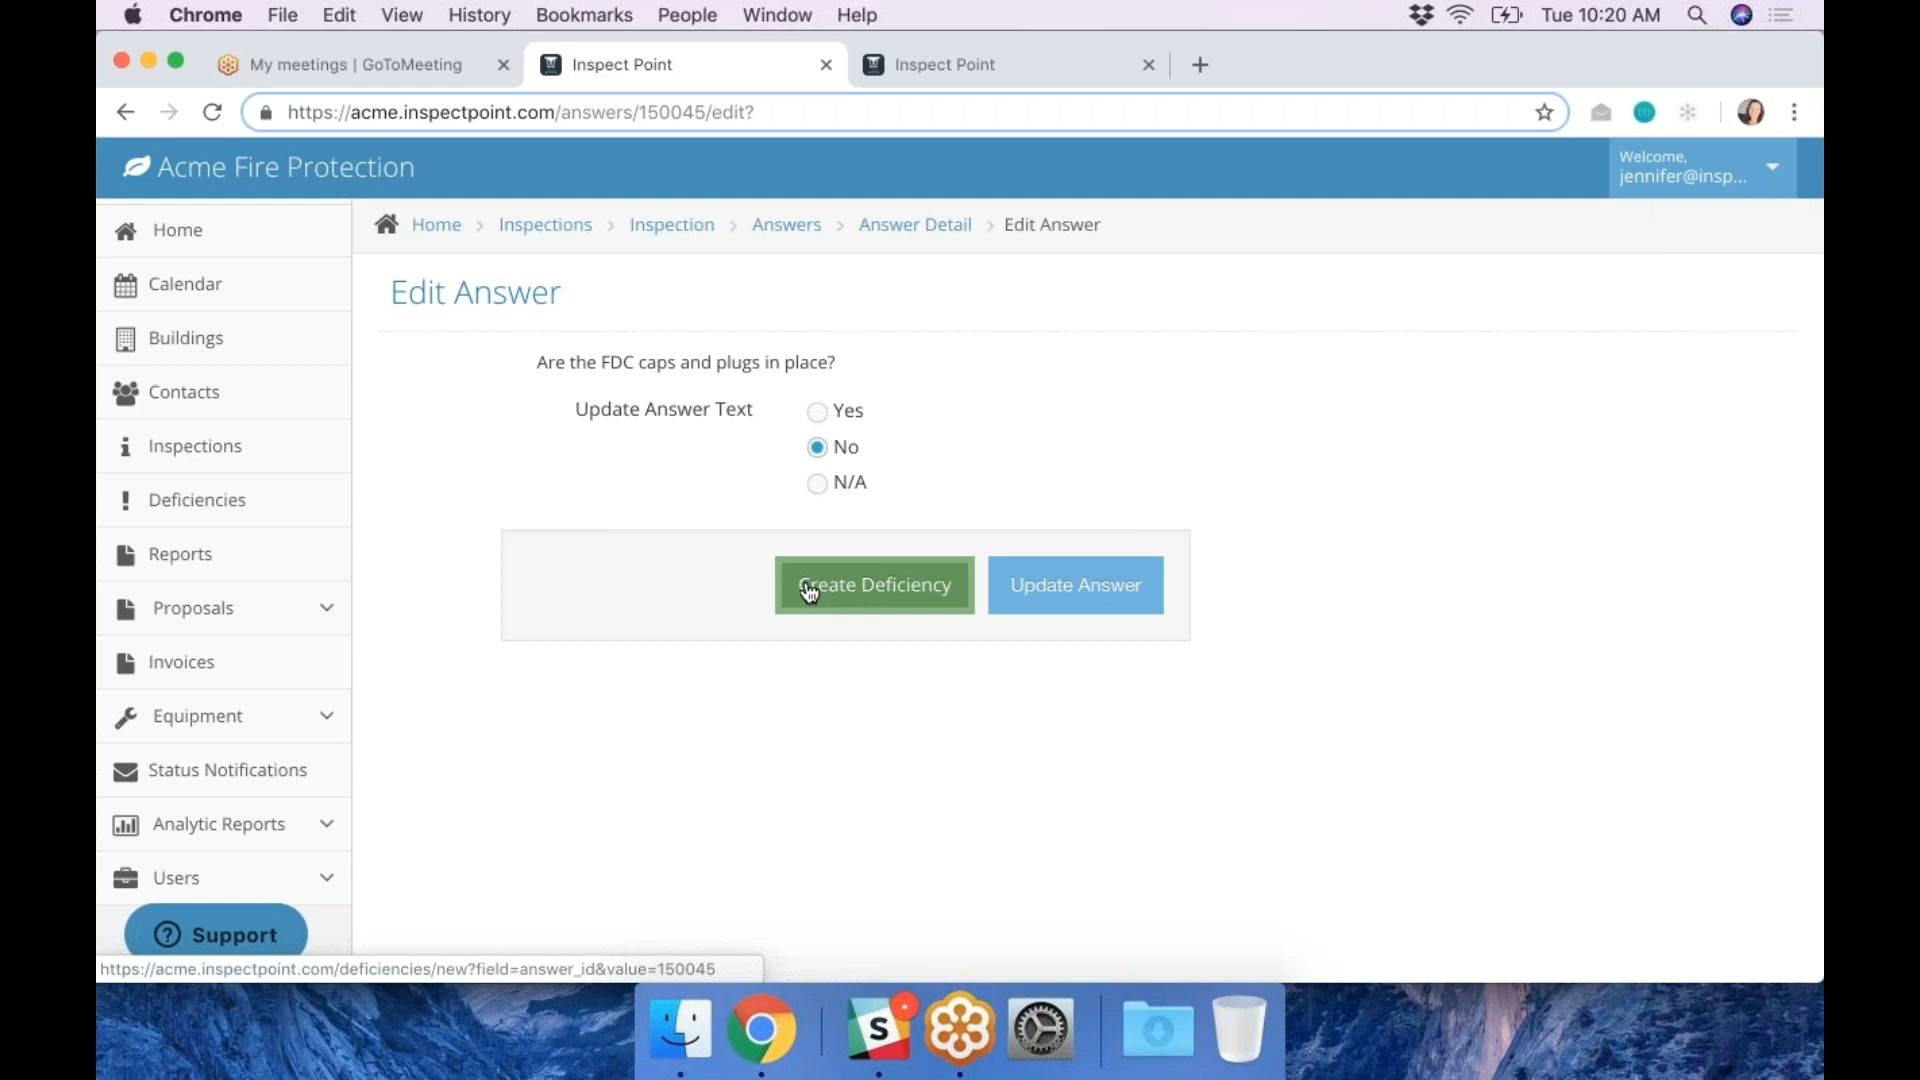 Chrome File Edit View History Bookmarks People Window Help Tue 10:20 AM
My meetings | GoToMeeting Inspect Point Inspect Point
https://acme.inspectpoint.com/answers/150045/edit?
Acme Fire Protection
Welcome,
jennifer@insp...
Home
Calendar
Buildings
Contacts
Inspections
Deficiencies
Reports
Proposals
Invoices
Equipment
Status Notifications
Analytic Reports
Users
Support
Home > Inspections > Inspection > Answers > Answer Detail > Edit Answer
Edit Answer
Are the FDC caps and plugs in place?
Update Answer Text
Yes
No
N/A
Create Deficiency
Update Answer
https://acme.inspectpoint.com/deficiencies/new?field=answer_id&value=150045
S